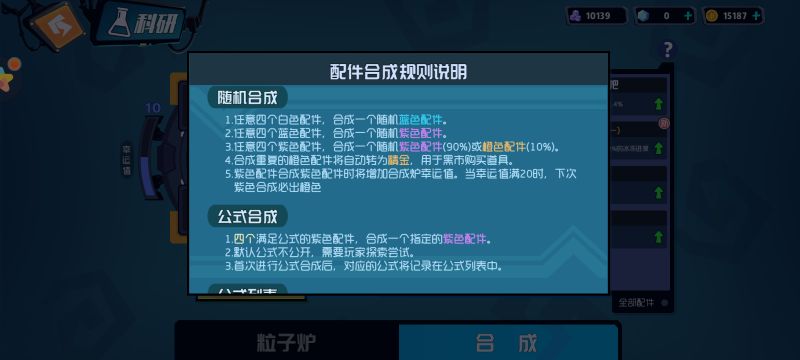 科研
10139
0
15187
?
配件合成规则说明
随机合成
1.任意四个白色配件，合成一个随机蓝色配件。
2.任意四个蓝色配件，合成一个随机紫色配件。
3.任意四个紫色配件，合成一个随机紫色配件(90%)或橙色配件(10%)。
4.合成重复的橙色配件将自动转为精金，用于黑市购买道具。
5.紫色配件合成紫色配件时将增加合成炉幸运值。当幸运值满20时，下次
紫色合成必出橙色
10
幸运值
公式合成
1.四个满足公式的紫色配件，合成一个指定的紫色配件。
2.默认公式不公开，需要玩家探索尝试。
3.首次进行公式合成后，对应的公式将记录在公式列表中。
公式列表
全部配件
粒子炉
合成